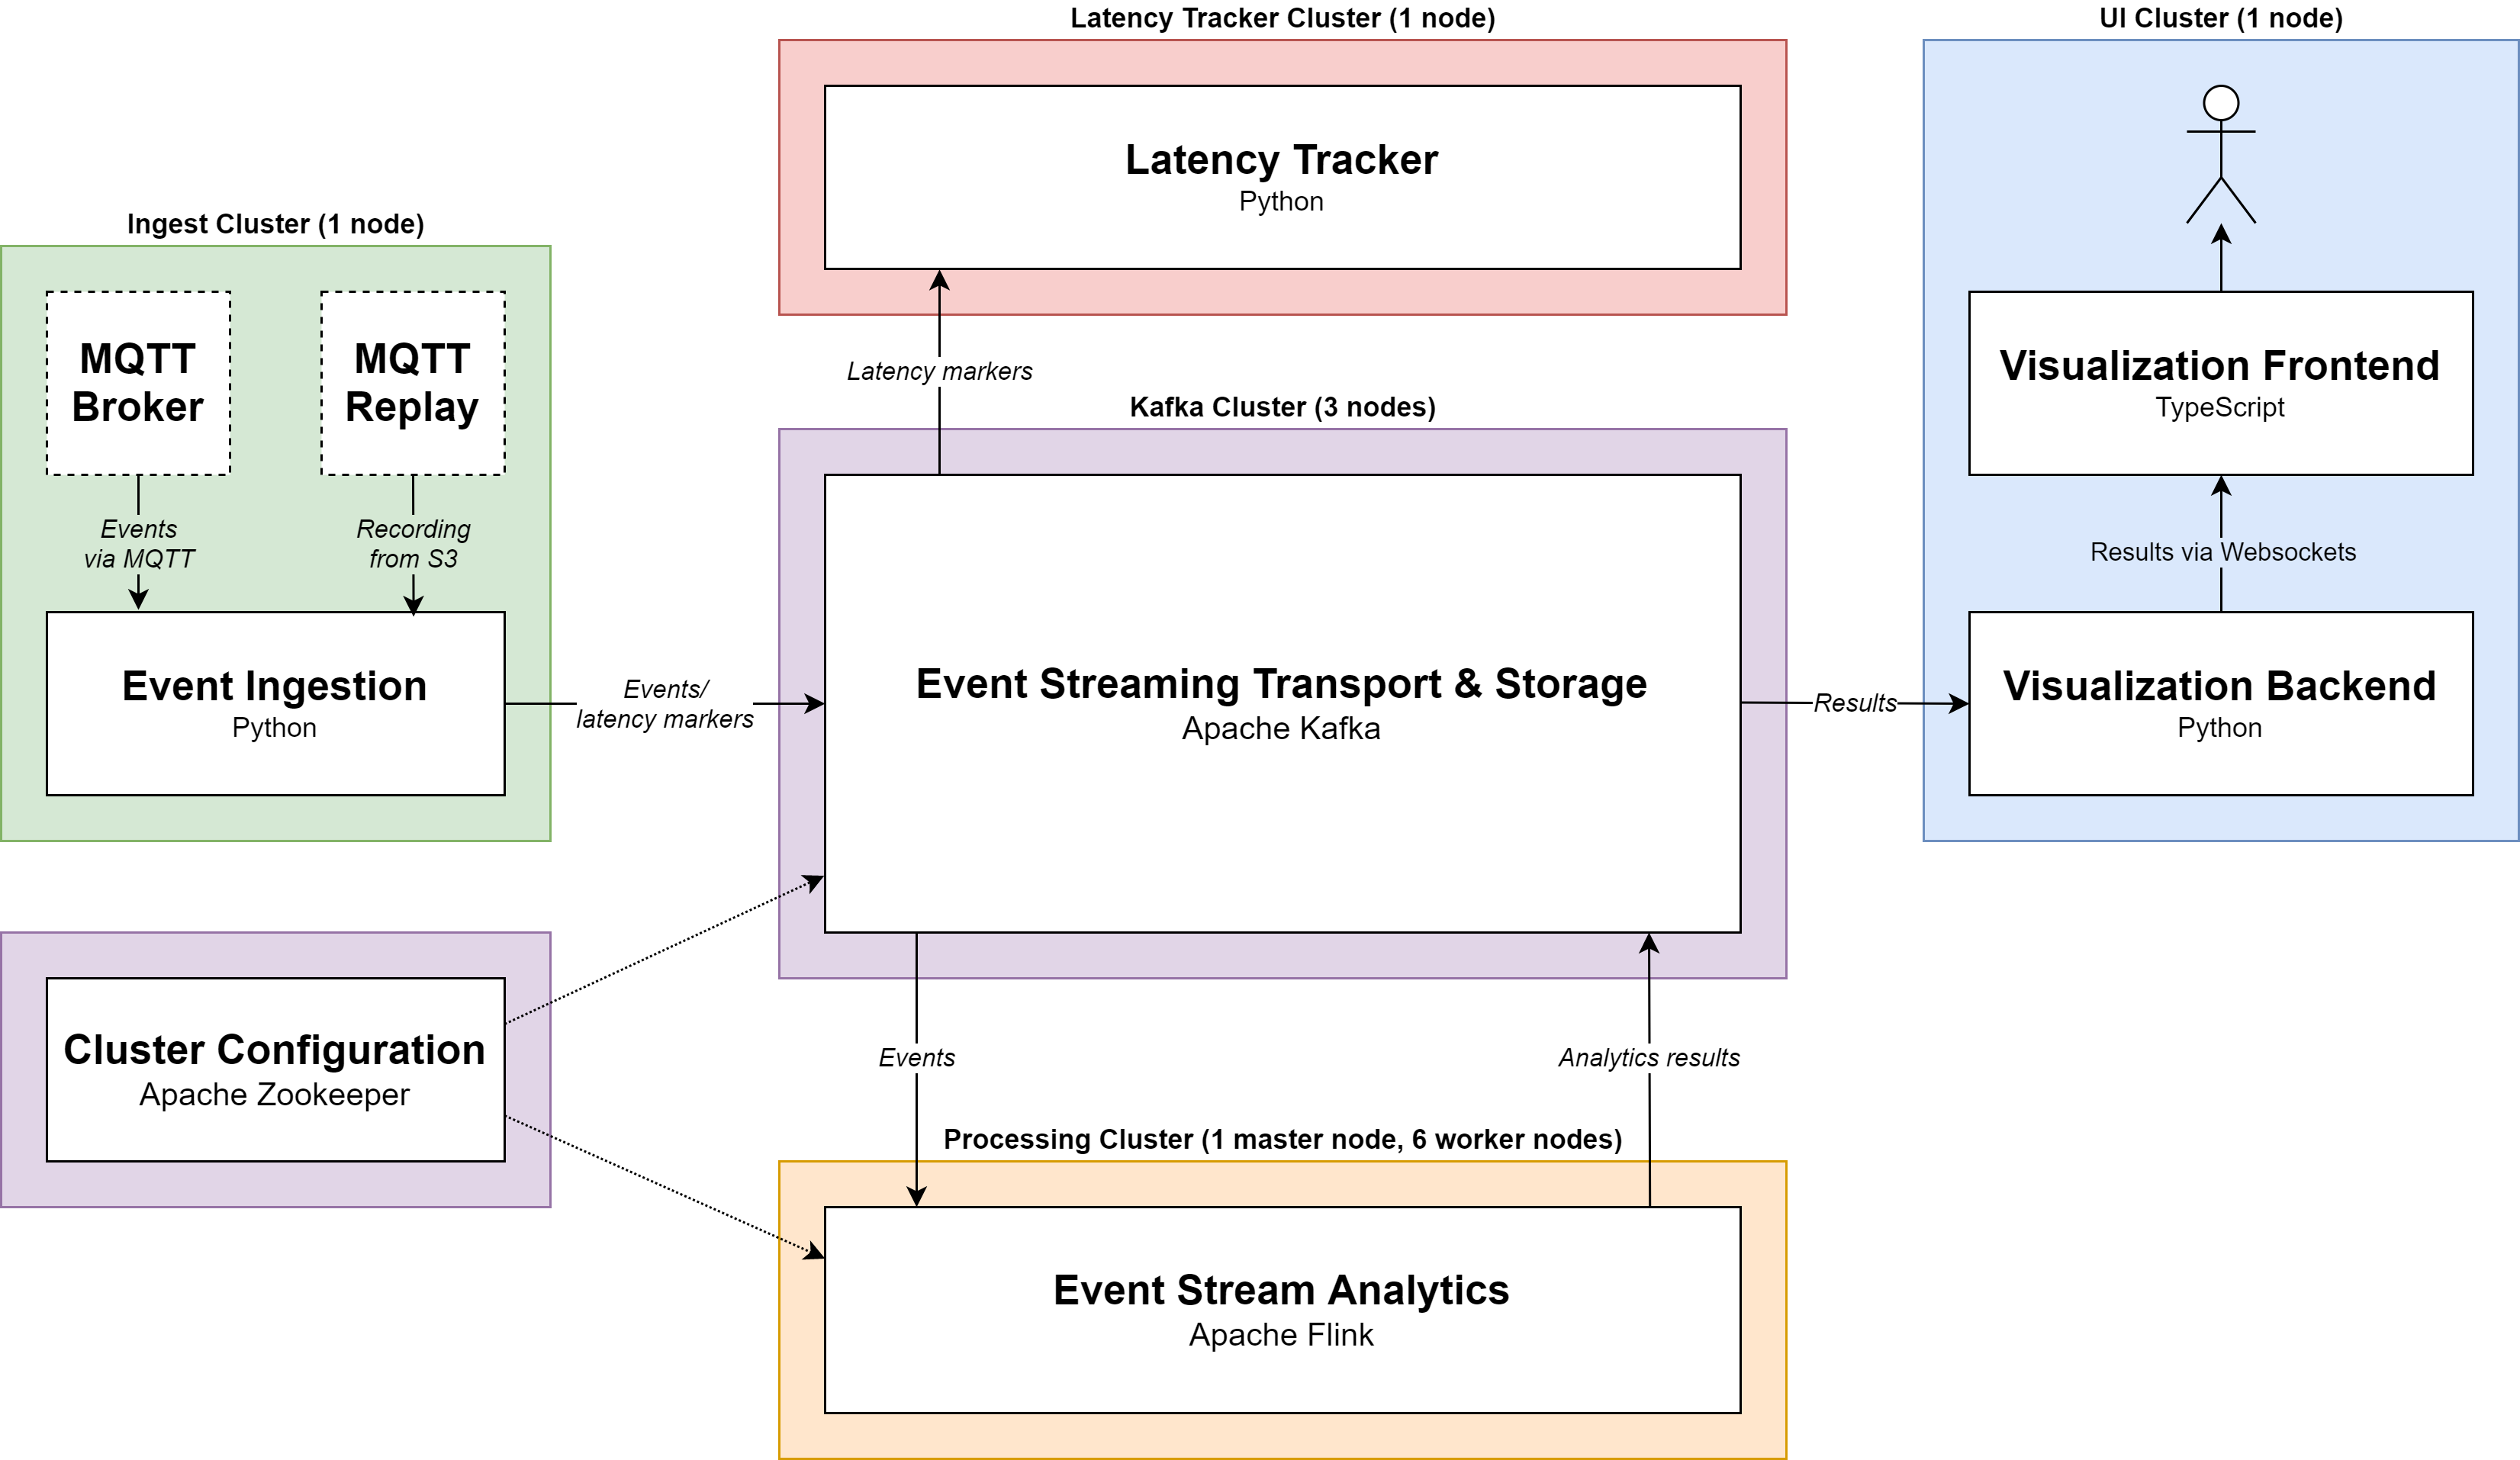 Latency Tracker Cluster (1 node)
Latency Tracker
Python
UI Cluster (1 node)
Visualization Frontend
TypeScript
Results via Websockets
Visualization Backend
Python
Ingest Cluster (1 node)
MQTT
Broker
MQTT
Replay
Events
via MQTT
Recording
from S3
Event Ingestion
Python
Events/
latency markers
Latency markers
Kafka Cluster (3 nodes)
Event Streaming Transport & Storage
Apache Kafka
Results
Cluster Configuration
Apache Zookeeper
Events
Analytics results
Processing Cluster (1 master node, 6 worker nodes)
Event Stream Analytics
Apache Flink